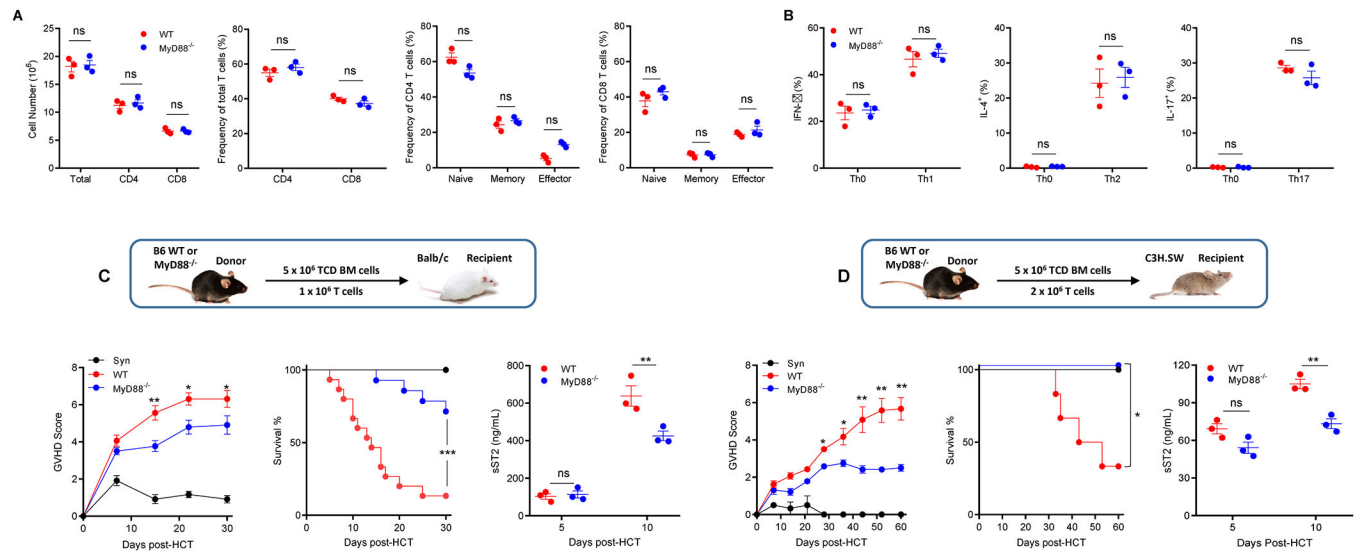 A
ns
ns
ns
WT
MyD88⁻/⁻
Cell Number (10⁶)
25
20
15
10
5
0
Total CD4 CD8
ns
ns
Frequency of total T cells (%)
80
60
40
20
0
CD4 CD8
ns
ns
ns
Frequency of CD4 T cells (%)
80
60
40
20
0
Naive Memory Effector
ns
ns
ns
Frequency of CD8 T cells (%)
80
60
40
20
0
Naive Memory Effector
B
WT
MyD88⁻/⁻
ns
ns
60
40
20
0
Th0 Th1
ns
ns
IL-4⁺ (%)
40
30
20
10
0
Th0 Th2
ns
ns
IL-17⁺ (%)
40
30
20
10
0
Th0 Th17
C
B6 WT or
MyD88⁻/⁻ Donor
5 x 10⁶ TCD BM cells
1 x 10⁶ T cells
Balb/c Recipient
Syn
WT
MyD88⁻/⁻
GVHD Score
8
6
4
2
0
** * *
0 10 20 30
Days post-HCT
Survival %
100
50
0
***
0 10 20 30
Days post-HCT
WT
MyD88⁻/⁻
sST2 (ng/mL)
800
600
400
200
0
ns
**
5 10
Days post-HCT
D
B6 WT or
MyD88⁻/⁻ Donor
5 x 10⁶ TCD BM cells
2 x 10⁶ T cells
C3H.SW Recipient
Syn
WT
MyD88⁻/⁻
GVHD Score
8
6
4
2
0
* * ** ** **
0 10 20 30 40 50 60
Days post-HCT
Survival %
100
50
0
*
0 10 20 30 40 50 60
Days post-HCT
WT
MyD88⁻/⁻
sST2 (ng/mL)
120
90
60
30
0
ns
**
5 10
Days Post-HCT